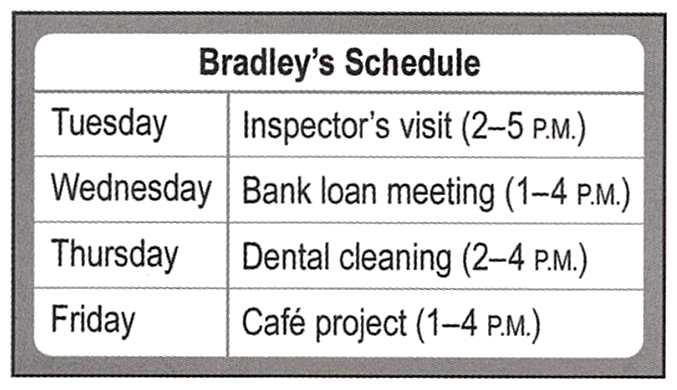 Bradley's Schedule
Tuesday Inspector's visit (2–5 P.M.)
Wednesday Bank loan meeting (1–4 P.M.)
Thursday Dental cleaning (2–4 P.M.)
Friday Café project (1–4 P.M.)